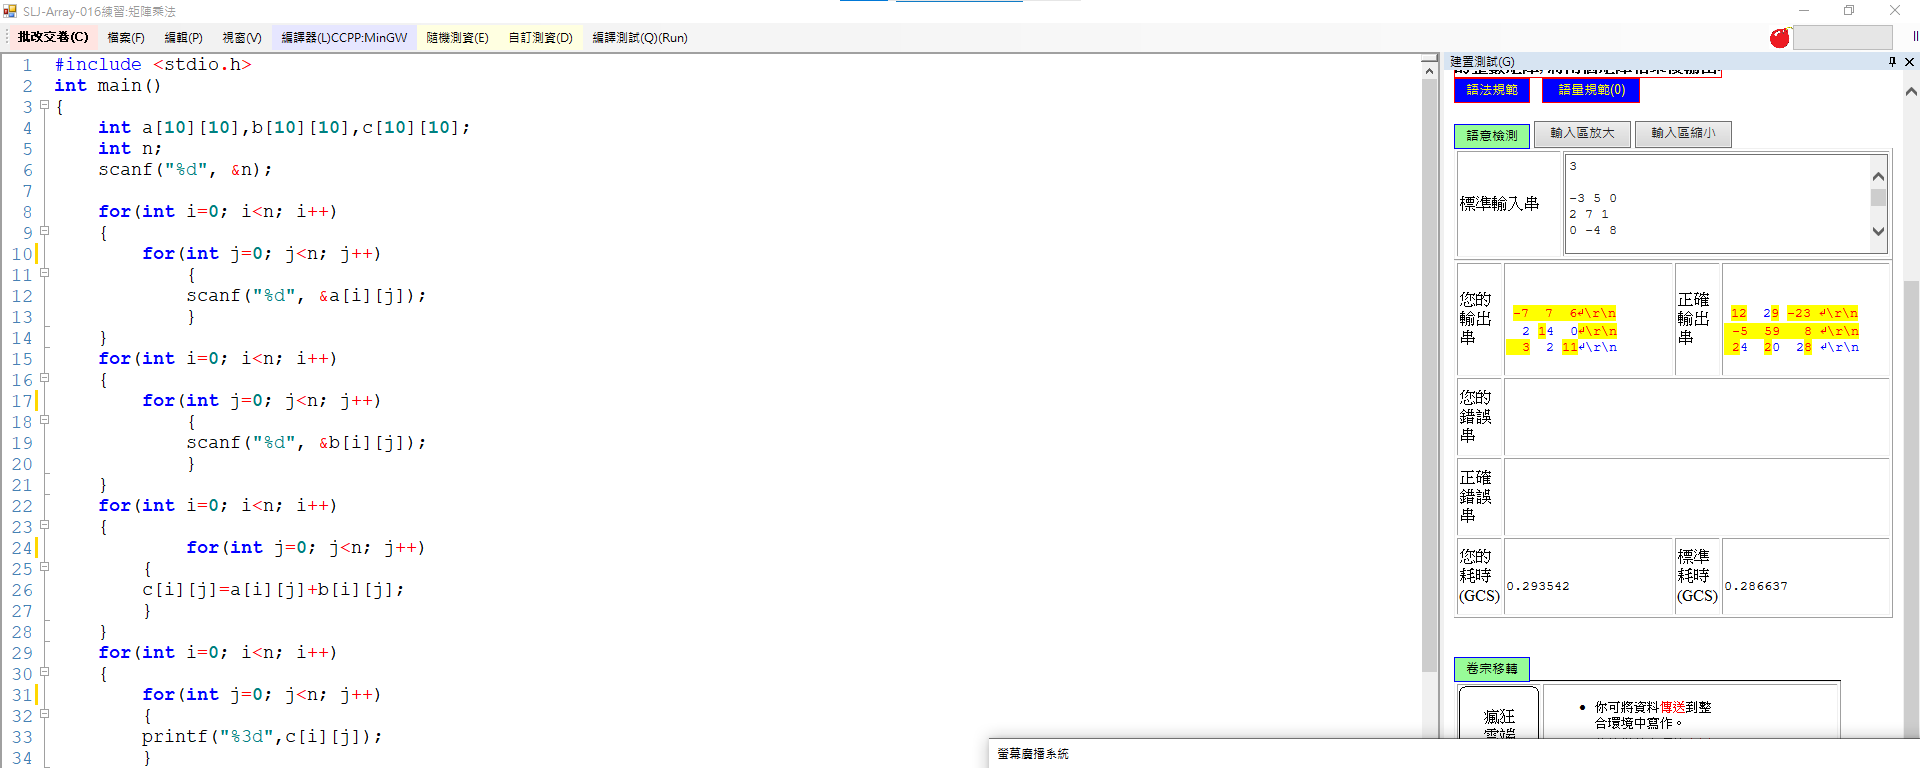 SLJ-Array-016練習:矩陣乘法
批改交卷(C) 檔案(F) 編輯(P) 視窗(V) 編譯器(L)CCPP:MinGW 隨機測資(E) 自訂測資(D) 編譯測試(Q)(Run)
1 #include <stdio.h>
2 int main()
3 {
4 int a[10][10],b[10][10],c[10][10];
5 int n;
6 scanf("%d", &n);
7
8 for(int i=0; i<n; i++)
9 {
10 for(int j=0; j<n; j++)
11 {
12 scanf("%d", &a[i][j]);
13 }
14 }
15 for(int i=0; i<n; i++)
16 {
17 for(int j=0; j<n; j++)
18 {
19 scanf("%d", &b[i][j]);
20 }
21 }
22 for(int i=0; i<n; i++)
23 {
24 for(int j=0; j<n; j++)
25 {
26 c[i][j]=a[i][j]+b[i][j];
27 }
28 }
29 for(int i=0; i<n; i++)
30 {
31 for(int j=0; j<n; j++)
32 {
33 printf("%3d",c[i][j]);
34 }
建置測試(G)
語法規範 語量規範(0)
語意檢測 輸入區放大 輸入區縮小
標準輸入串
3
-3 5 0
2 7 1
0 -4 8
您的輸出串
-7 7 6↵\r\n
2 14 0↵\r\n
3 2 11↵\r\n
正確輸出串
12 29 -23 ↵\r\n
-5 59 8 ↵\r\n
24 20 28 ↵\r\n
您的錯誤串
正確錯誤串
您的耗時(GCS)
0.293542
標準耗時(GCS)
0.286637
卷宗移轉
瘋狂
雲端
• 你可將資料傳送到整
合環境中寫作。
螢幕廣播系統